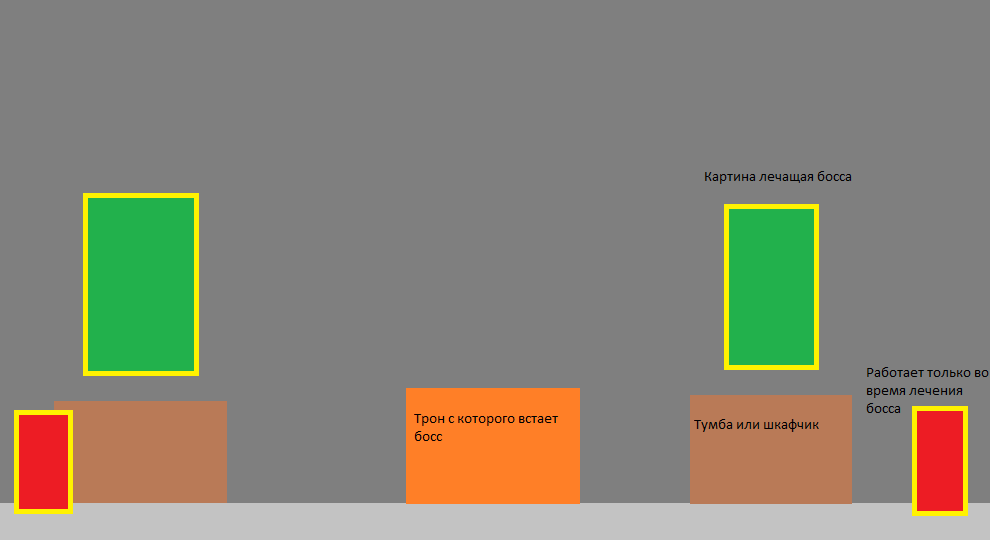 Картина лечащая босса
Работает только во
время лечения
босса
Трон с которого встает
босс
Тумба или шкафчик